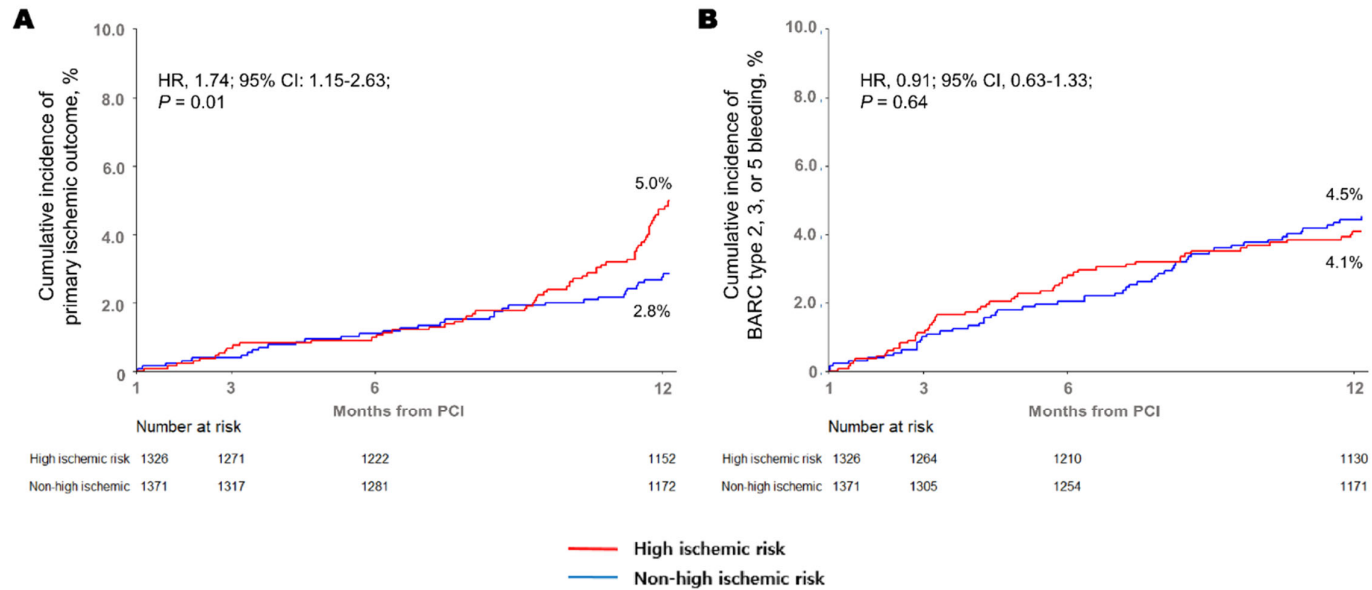 A
10.0
8.0
6.0
4.0
2.0
0
Cumulative incidence of
primary ischemic outcome, %
HR, 1.74; 95% CI: 1.15-2.63;
P = 0.01
5.0%
2.8%
1 3 6 12
Months from PCI
Number at risk
High ischemic risk 1326 1271 1222 1152
Non-high ischemic 1371 1317 1281 1172
B
10.0
8.0
6.0
4.0
2.0
0
Cumulative incidence of
BARC type 2, 3, or 5 bleeding, %
HR, 0.91; 95% CI, 0.63-1.33;
P = 0.64
4.5%
4.1%
1 3 6 12
Months from PCI
Number at risk
High ischemic risk 1326 1264 1210 1130
Non-high ischemic 1371 1305 1254 1171
High ischemic risk
Non-high ischemic risk